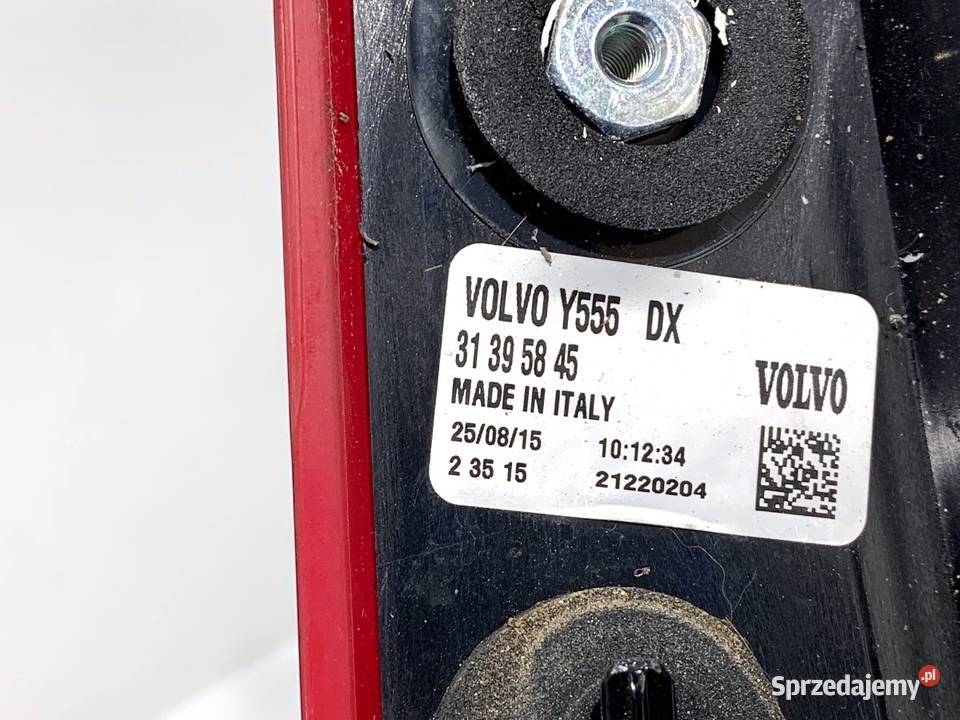 VOLVO Y555 DX
31 39 58 45
MADE IN ITALY
25/08/15 10:12:34
2 35 15 21220204
VOLVO
Sprzedajemy.pl